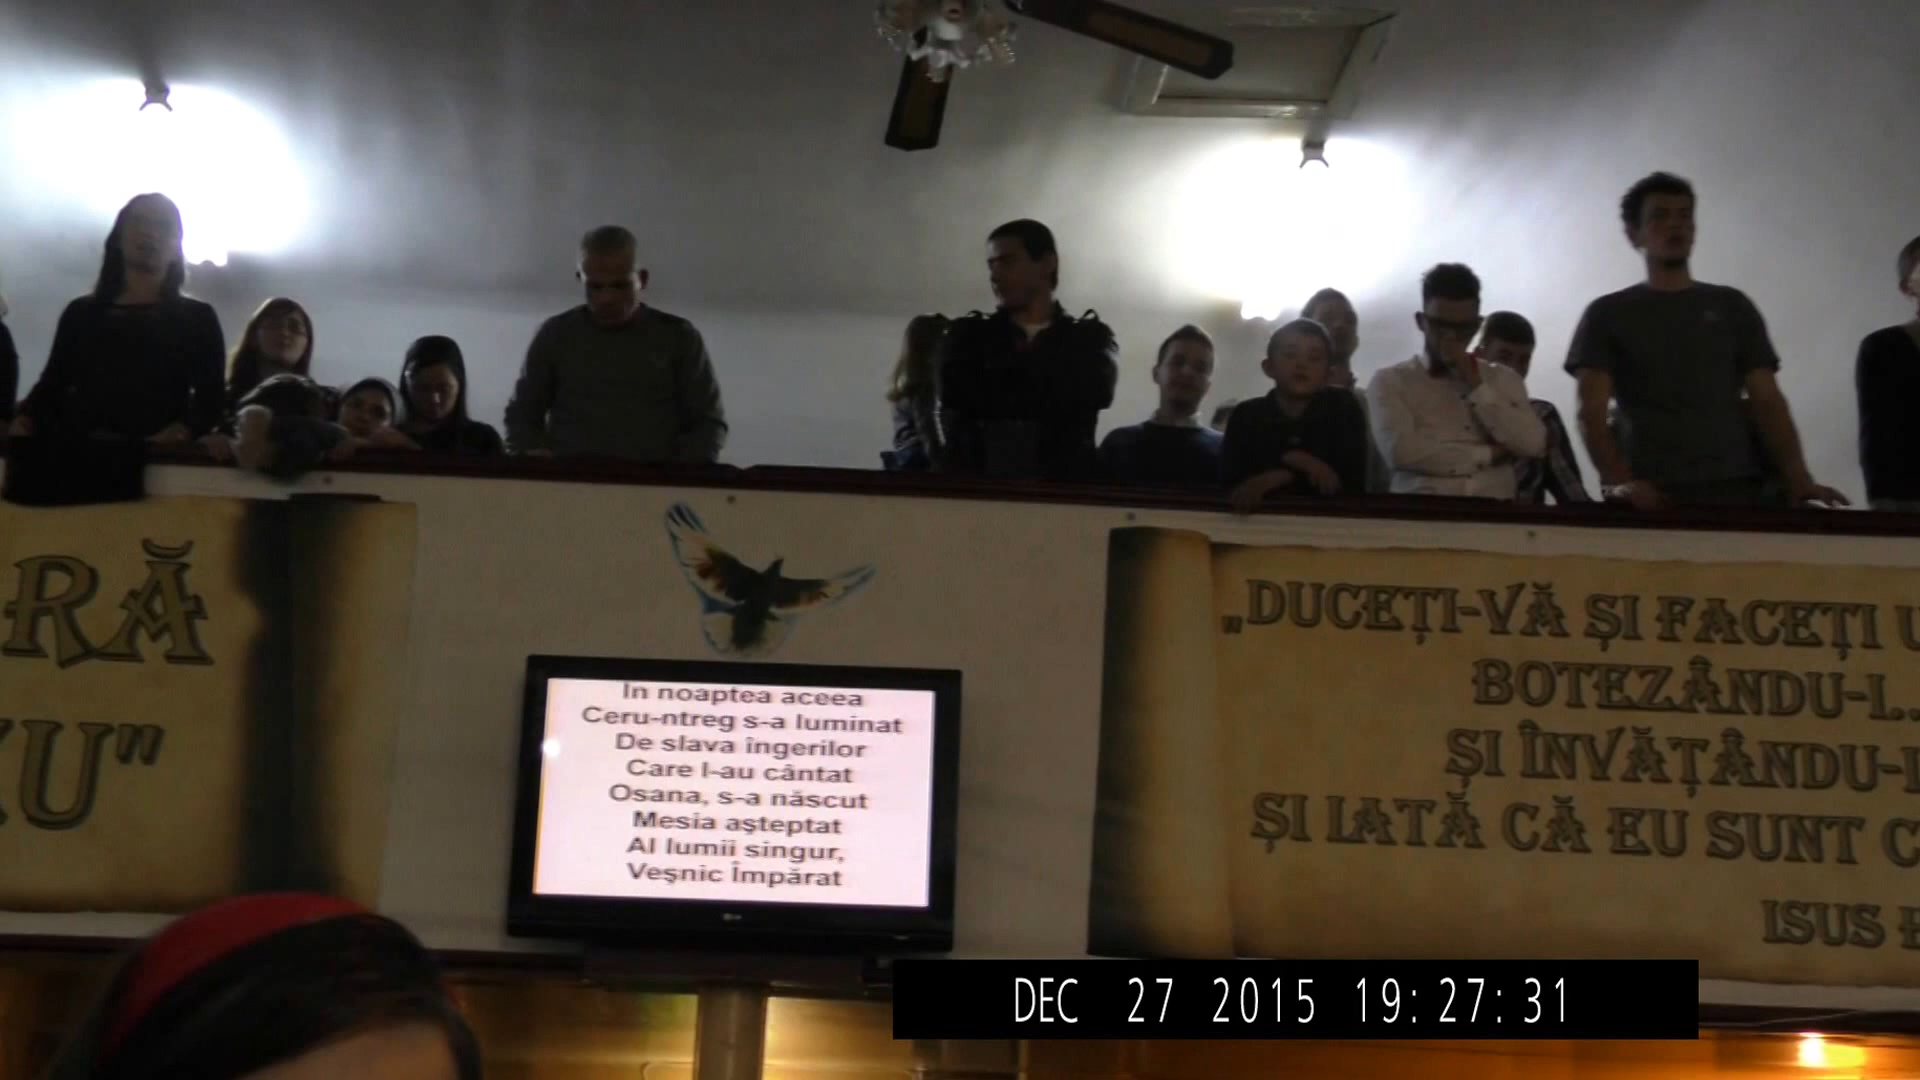 RĂ
U"
În noaptea aceea
Ceru-ntreg s-a luminat
De slava îngerilor
Care l-au cântat
Osana, s-a născut
Mesia aşteptat
Al lumii singur,
Veşnic Împărat
LG
„DUCEȚI-VĂ ȘI FACEȚI U
BOTEZÂNDU-I..
ȘI ÎNVĂȚÂNDU-I
ȘI IATĂ CĂ EU SUNT C
ISUS
DEC 27 2015 19:27:31